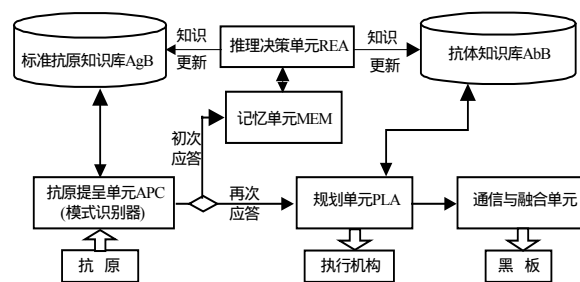 标准抗原知识库AgB
知识
更新
推理决策单元REA
知识
更新
抗体知识库AbB
记忆单元MEM
初次
应答
抗原提呈单元APC
(模式识别器)
再次
应答
规划单元PLA
通信与融合单元
抗 原
执行机构
黑 板